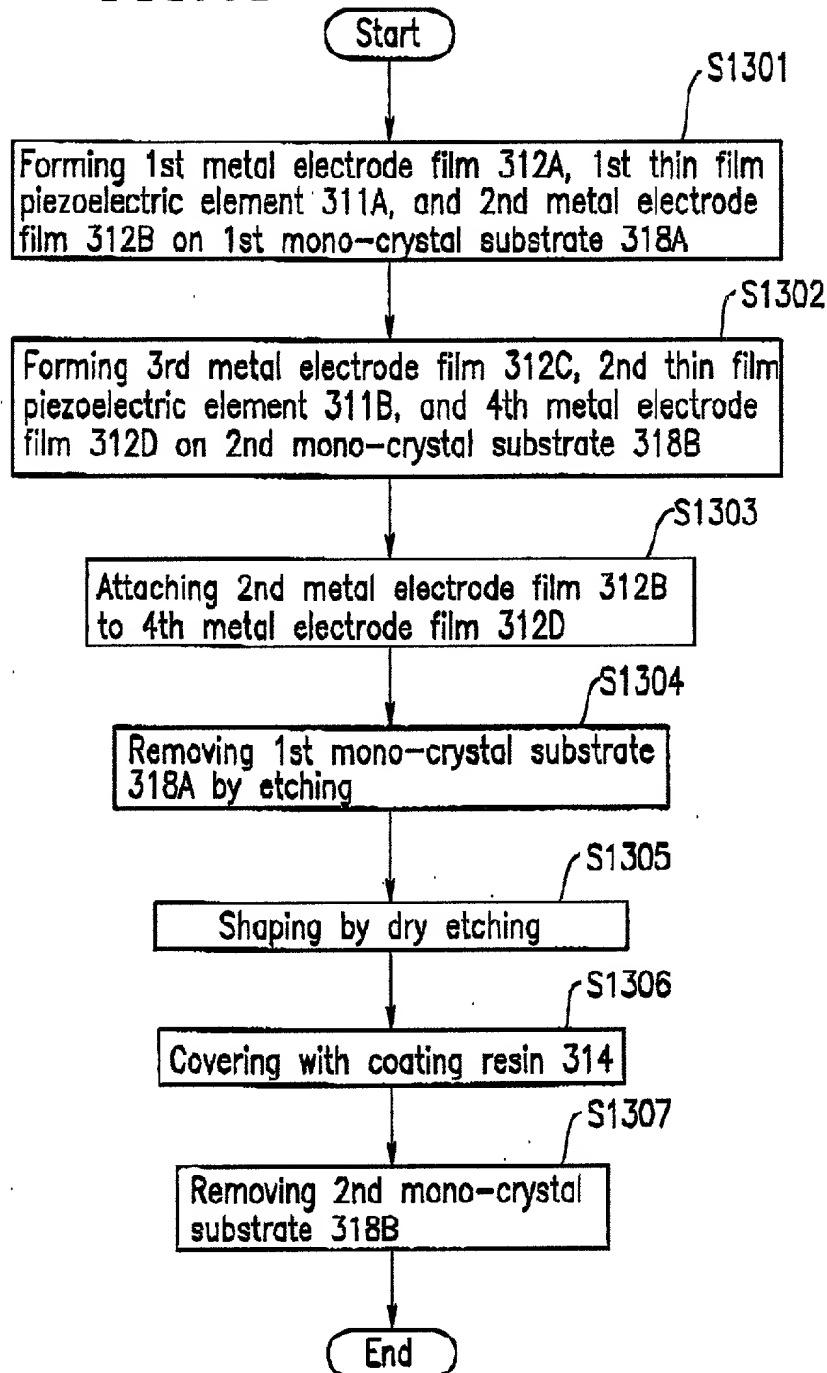 Start
S1301
Forming 1st metal electrode film 312A, 1st thin film
piezoelectric element 311A, and 2nd metal electrode
film 312B on 1st mono-crystal substrate 318A
S1302
Forming 3rd metal electrode film 312C, 2nd thin film
piezoelectric element 311B, and 4th metal electrode
film 312D on 2nd mono-crystal substrate 318B
S1303
Attaching 2nd metal electrode film 312B
to 4th metal electrode film 312D
S1304
Removing 1st mono-crystal substrate
318A by etching
S1305
Shaping by dry etching
S1306
Covering with coating resin 314
S1307
Removing 2nd mono-crystal
substrate 318B
End